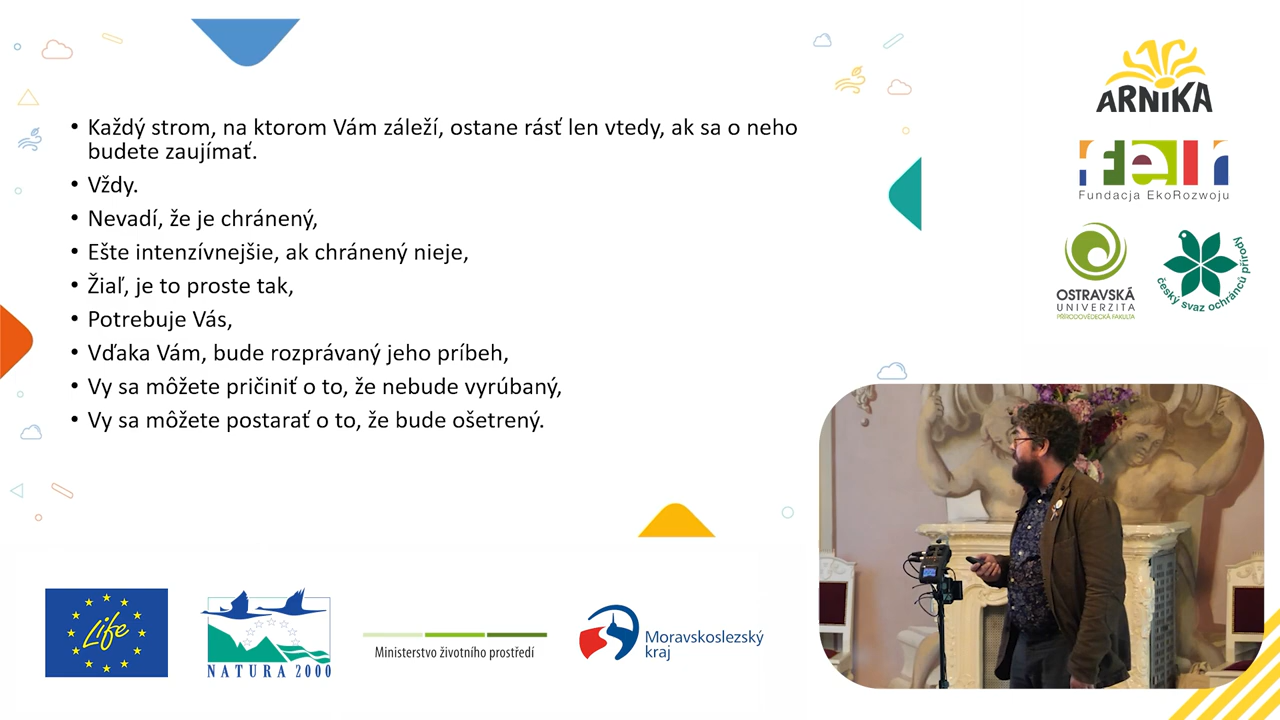 • Každý strom, na ktorom Vám záleží, ostane rásť len vtedy, ak sa o neho
budete zaujímať.
• Vždy.
• Nevadí, že je chránený,
• Ešte intenzívnejšie, ak chránený nieje,
• Žiaľ, je to proste tak,
• Potrebuje Vás,
• Vďaka Vám, bude rozprávaný jeho príbeh,
• Vy sa môžete pričiniť o to, že nebude vyrúbaný,
• Vy sa môžete postarať o to, že bude ošetrený.
ARNIKA
feR
Fundacja EkoRozwoju
OSTRAVSKÁ
UNIVERZITA
PŘÍRODOVĚDECKÁ FAKULTA
český svaz ochránců přírody
Life
NATURA 2000
Ministerstvo životního prostředí
Moravskoslezský
kraj